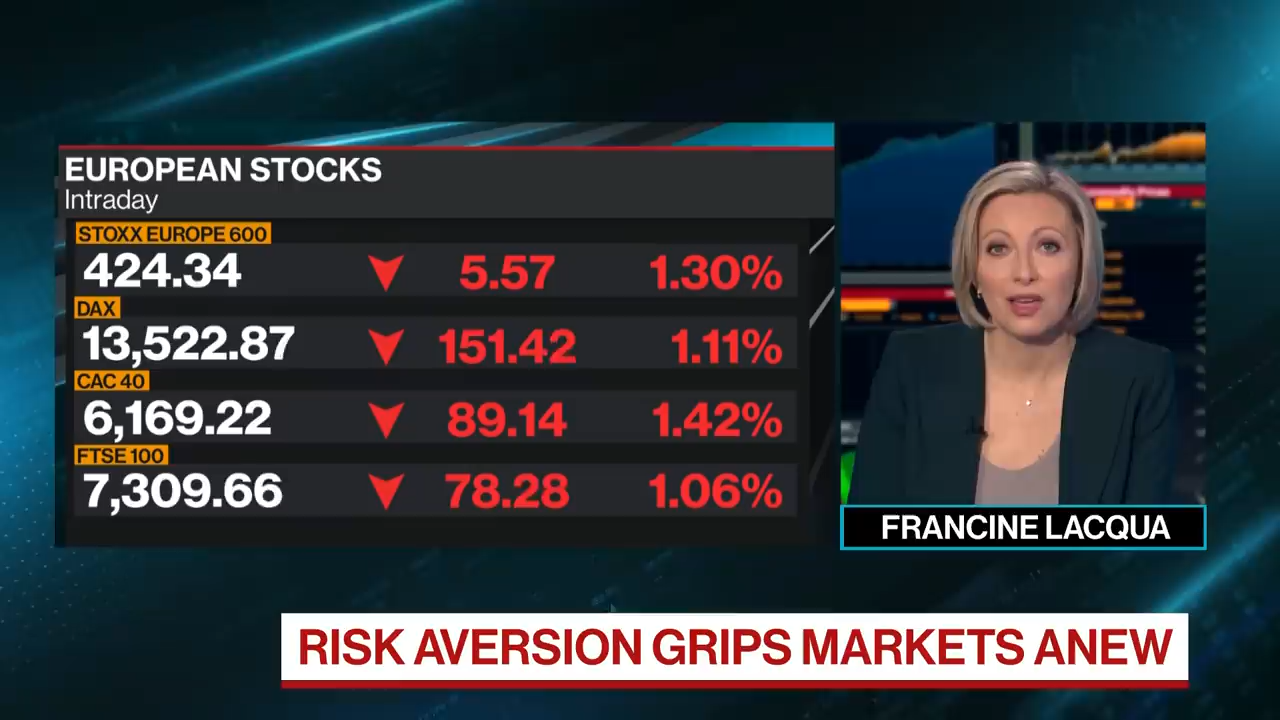 EUROPEAN STOCKS
Intraday
STOXX EUROPE 600
424.34 5.57 1.30%
DAX
13,522.87 151.42 1.11%
CAC 40
6,169.22 89.14 1.42%
FTSE 100
7,309.66 78.28 1.06%
FRANCINE LACQUA
RISK AVERSION GRIPS MARKETS ANEW